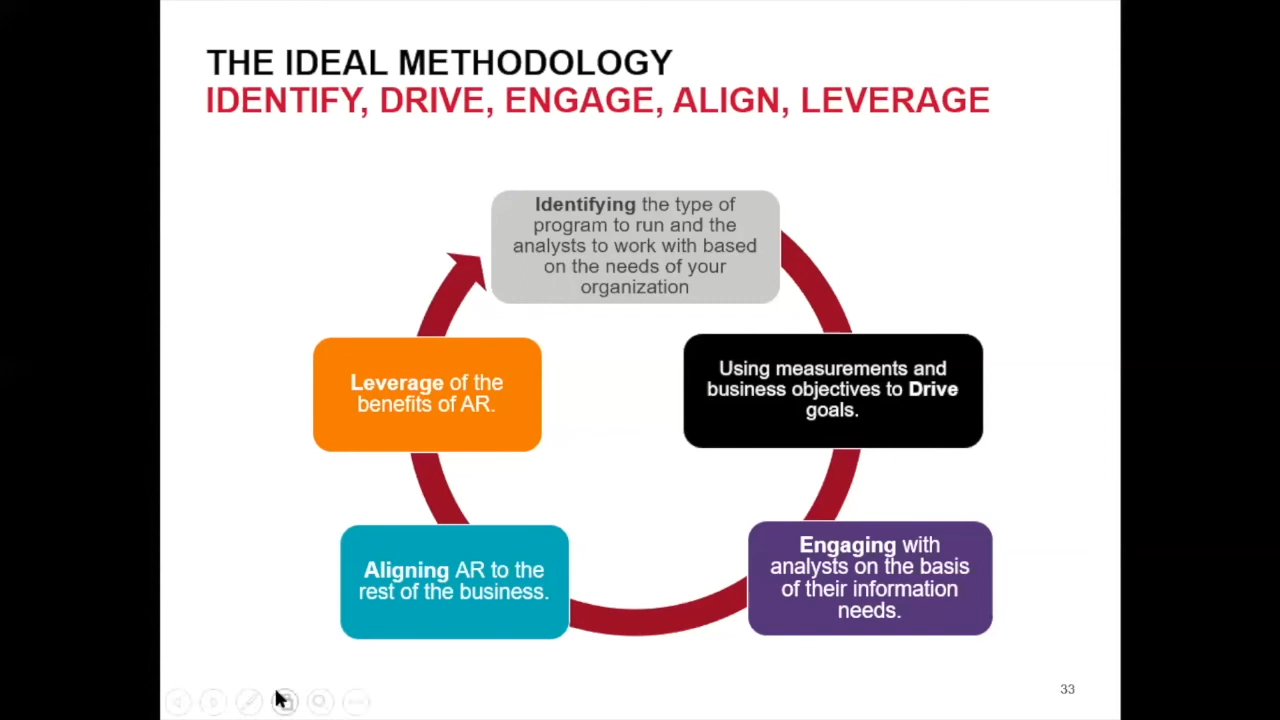 THE IDEAL METHODOLOGY
IDENTIFY, DRIVE, ENGAGE, ALIGN, LEVERAGE
Identifying the type of
program to run and the
analysts to work with based
on the needs of your
organization
Using measurements and
business objectives to Drive
goals.
Engaging with
analysts on the basis
of their information
needs.
Aligning AR to the
rest of the business.
Leverage of the
benefits of AR.
33